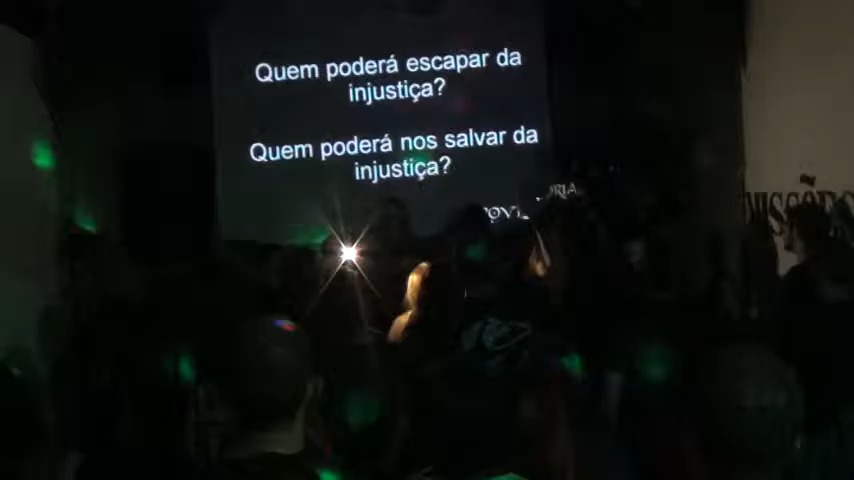 Quem poderá escapar da
injustiça?
Quem poderá nos salvar da
injustiça?